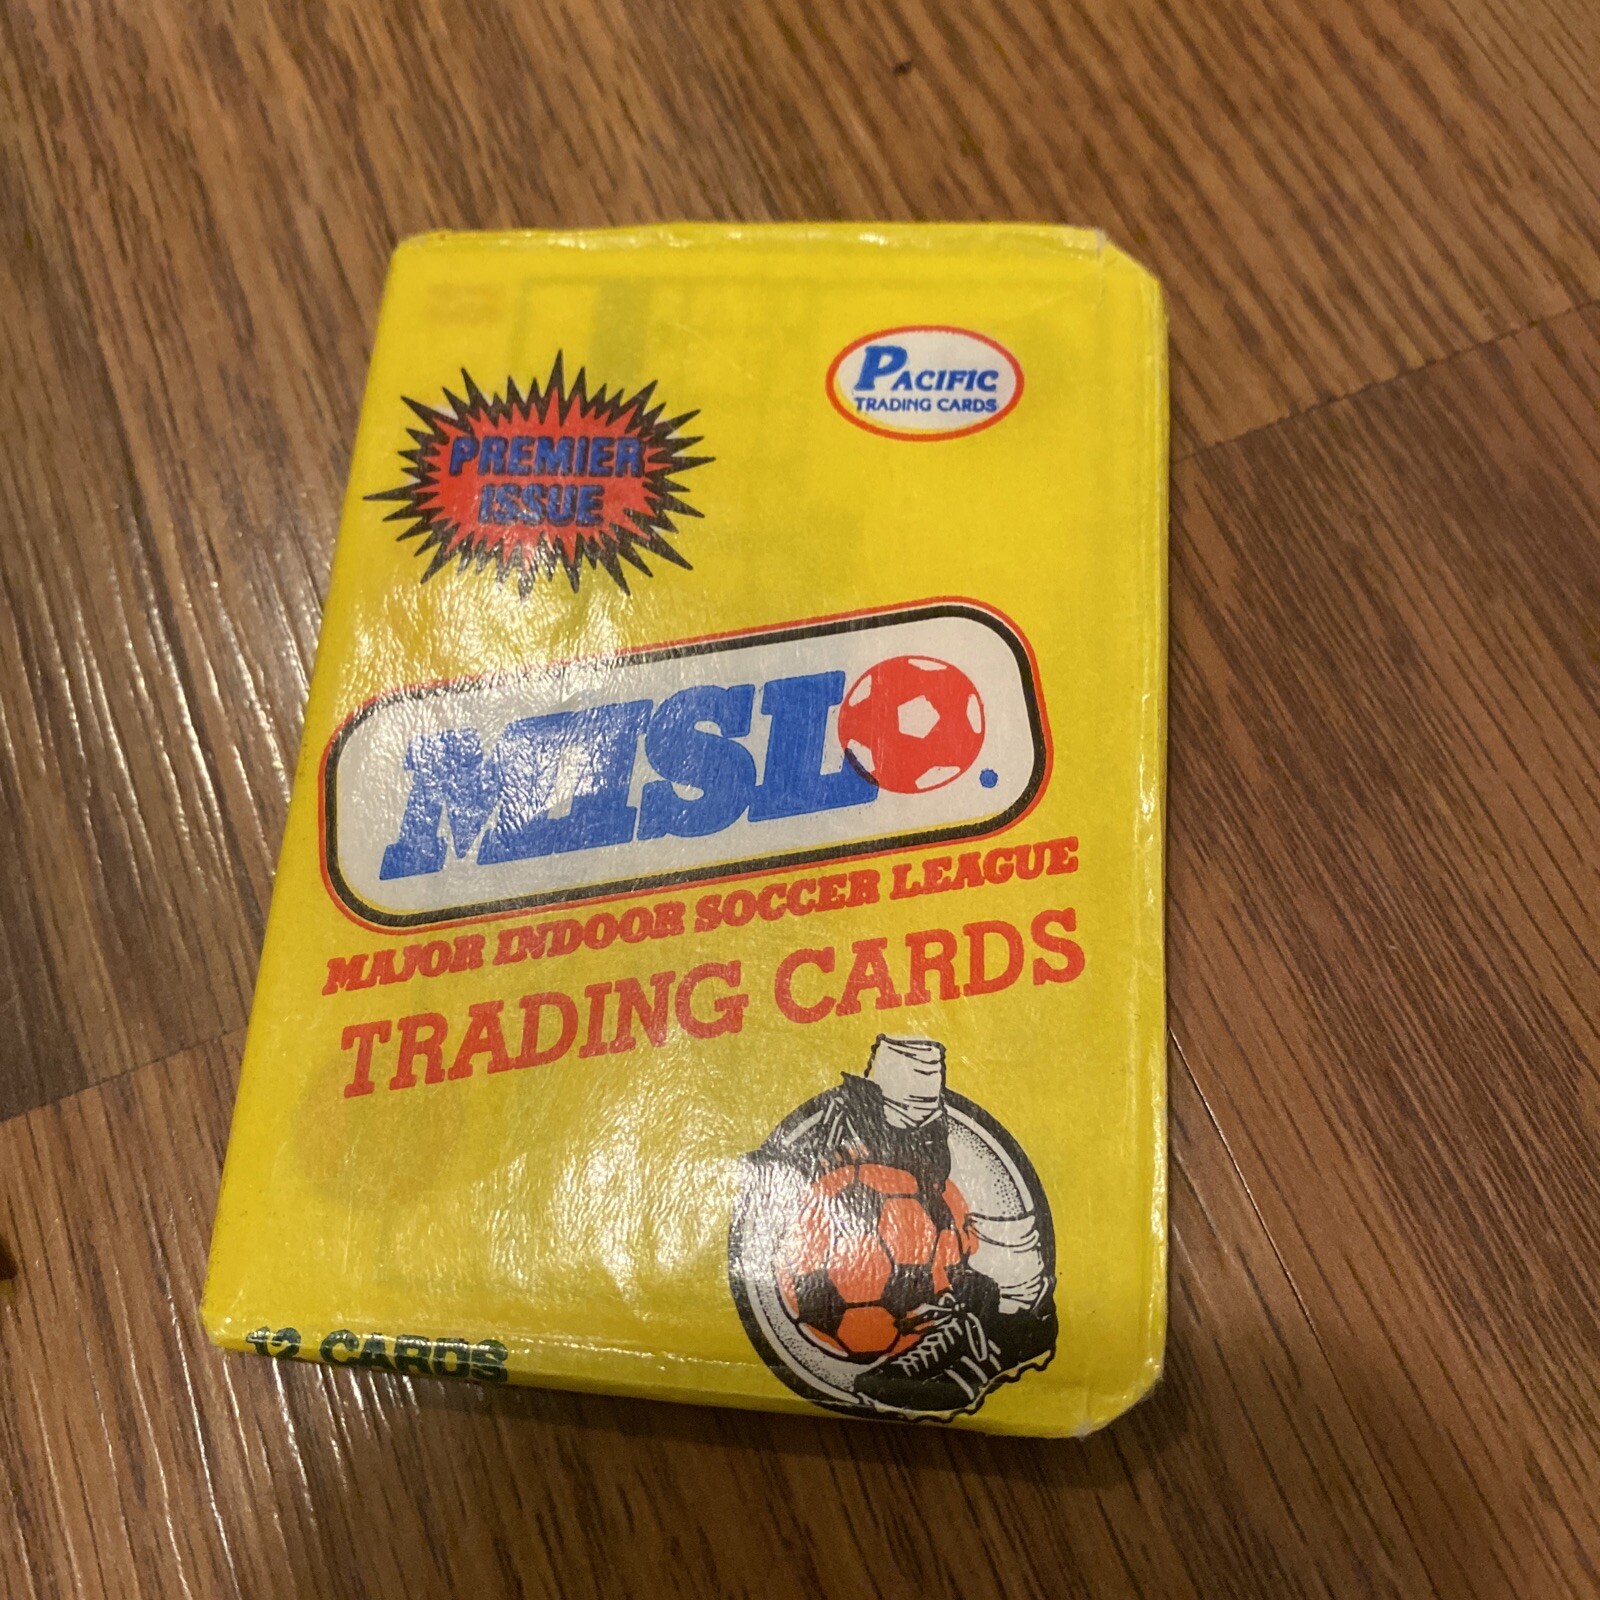 PACIFIC
TRADING CARDS
PREMIER
ISSUE
MISL
MAJOR INDOOR SOCCER LEAGUE
TRADING CARDS
12 CARDS